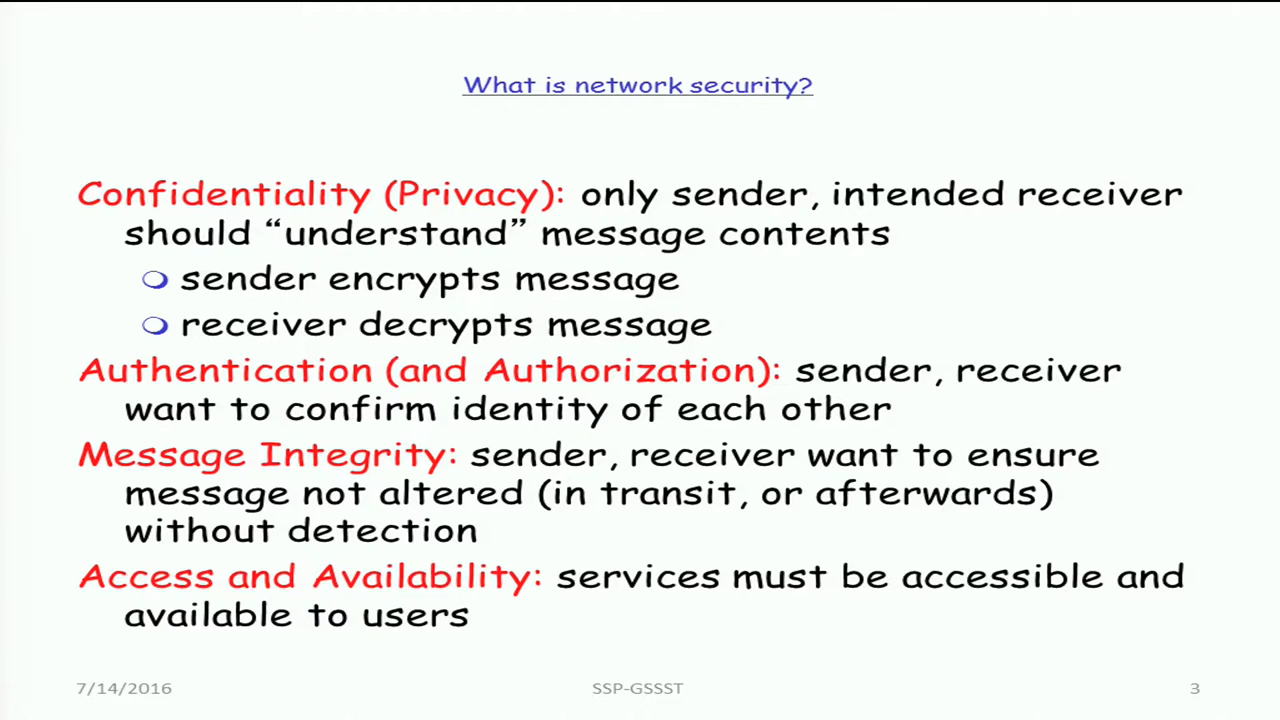 What is network security?
Confidentiality (Privacy): only sender, intended receiver
should “understand” message contents
sender encrypts message
receiver decrypts message
Authentication (and Authorization): sender, receiver
want to confirm identity of each other
Message Integrity: sender, receiver want to ensure
message not altered (in transit, or afterwards)
without detection
Access and Availability: services must be accessible and
available to users
7/14/2016 SSP-GSSST 3